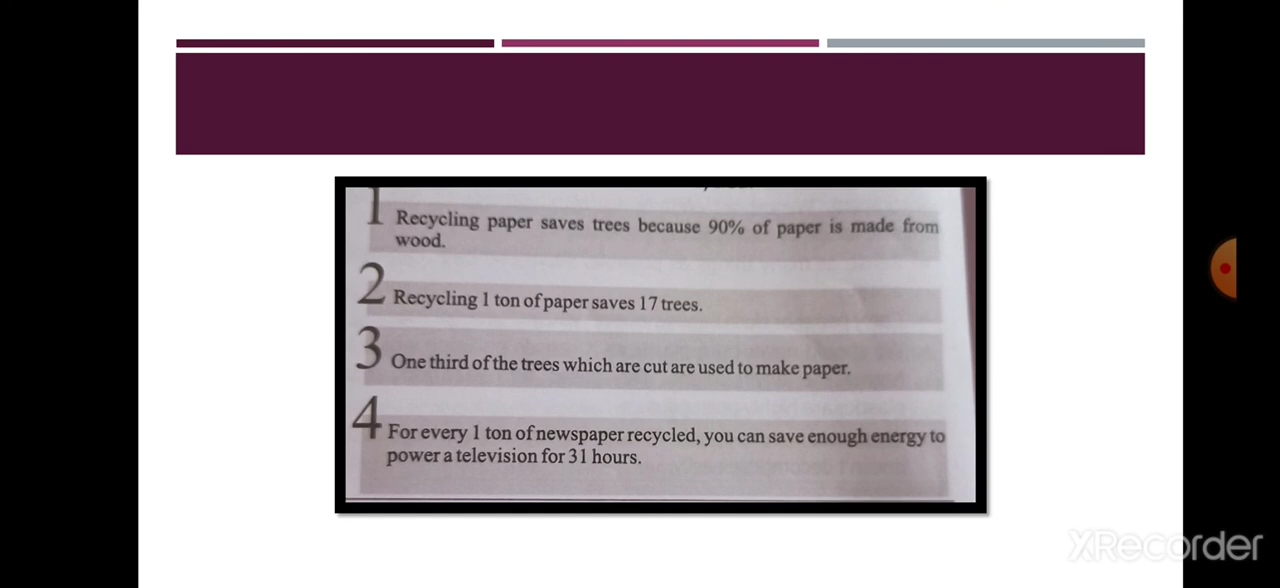 1
Recycling paper saves trees because 90% of paper is made from
wood.
2
Recycling 1 ton of paper saves 17 trees.
3
One third of the trees which are cut are used to make paper.
4
For every 1 ton of newspaper recycled, you can save enough energy to
power a television for 31 hours.
XRecorder